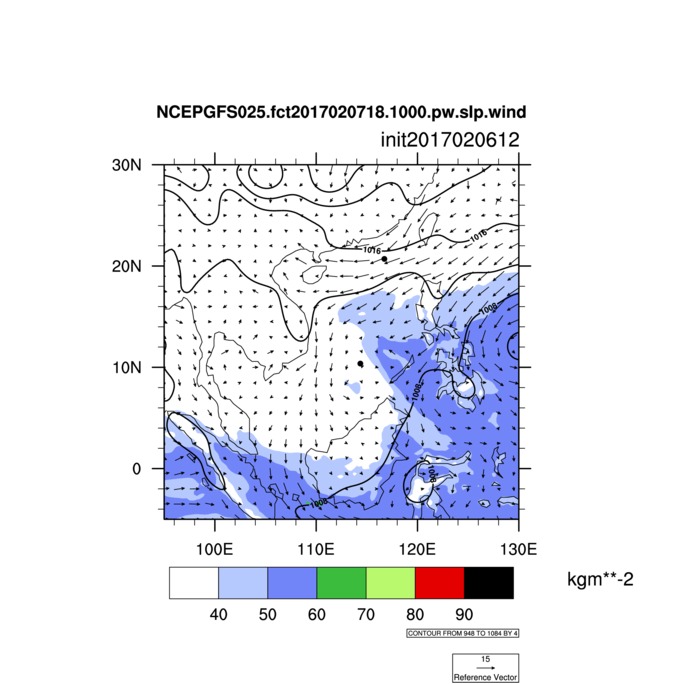 NCEPGFS025.fct2017020718.1000.pw.slp.wind
init2017020612
30N
1016
1016
20N
1008
10N
1008
0
1008
1008
100E 110E 120E 130E
kgm**-2
40 50 60 70 80 90
CONTOUR FROM 948 TO 1084 BY 4
15
Reference Vector